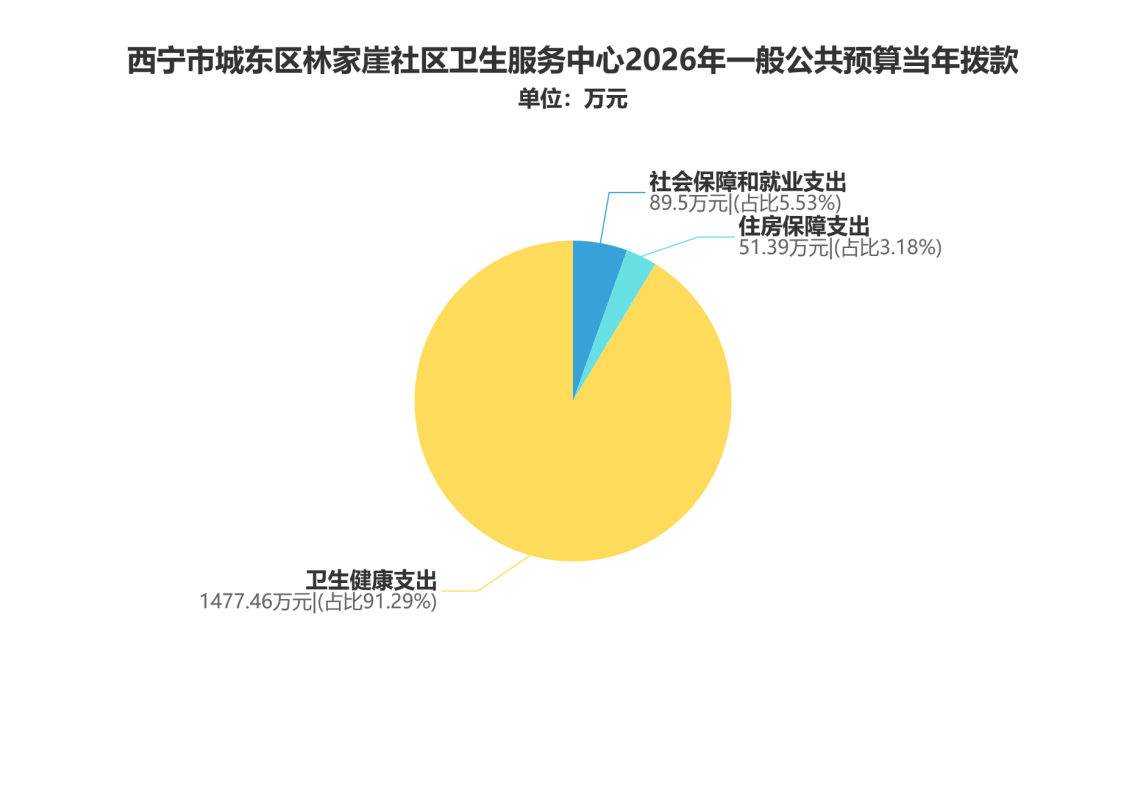 西宁市城东区林家崖社区卫生服务中心2026年一般公共预算当年拨款
单位：万元
社会保障和就业支出
89.5万元|(占比5.53%)
住房保障支出
51.39万元|(占比3.18%)
卫生健康支出
1477.46万元|(占比91.29%)